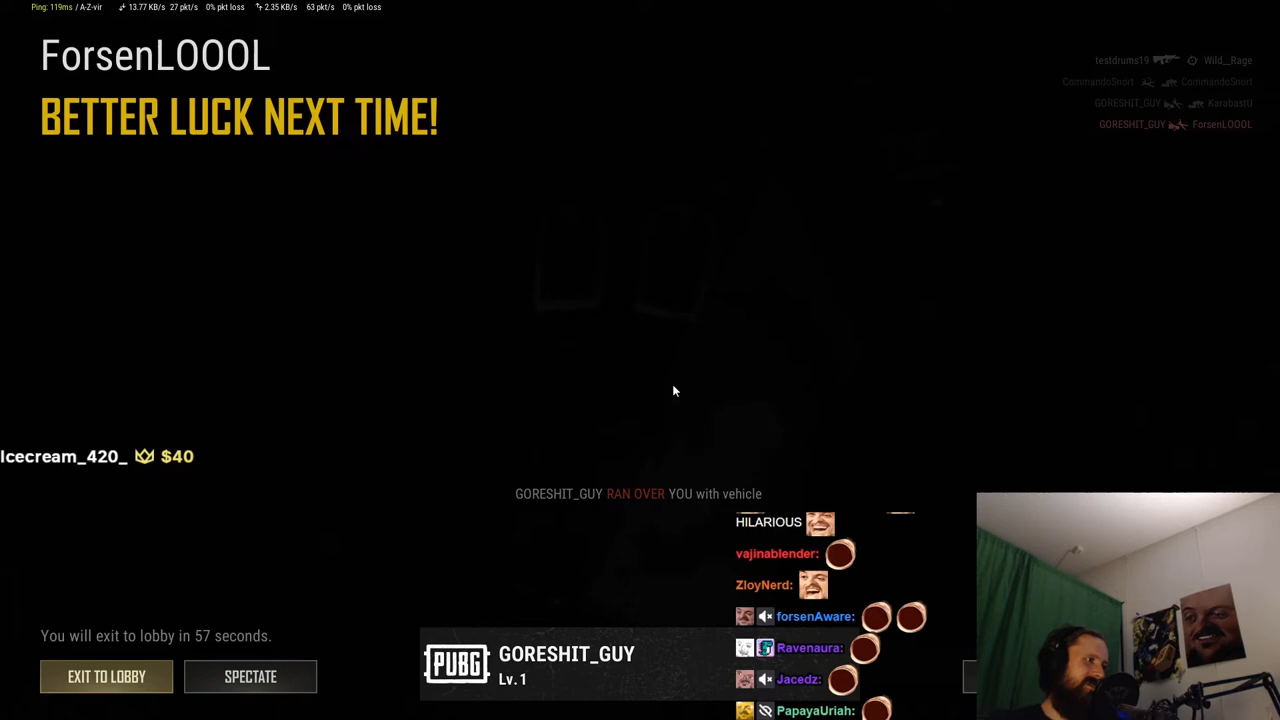 Ping: 119ms / A-Z-vir 13.77 KB/s 27 pkt/s 0% pkt loss 2.35 KB/s 63 pkt/s 0% pkt loss
ForsenLOOOL
BETTER LUCK NEXT TIME!
testdrums19 Wild__Rage
CommandoSnort CommandoSnort
GORESHIT_GUY KarabastU
GORESHIT_GUY ForsenLOOOL
Icecream_420_ $40
GORESHIT_GUY RAN OVER YOU with vehicle
HILARIOUS
vajinablender:
ZloyNerd:
forsenAware:
Ravenaura:
Jacedz:
PapayaUriah:
You will exit to lobby in 57 seconds.
EXIT TO LOBBY
SPECTATE
PUBG
GORESHIT_GUY
Lv.1